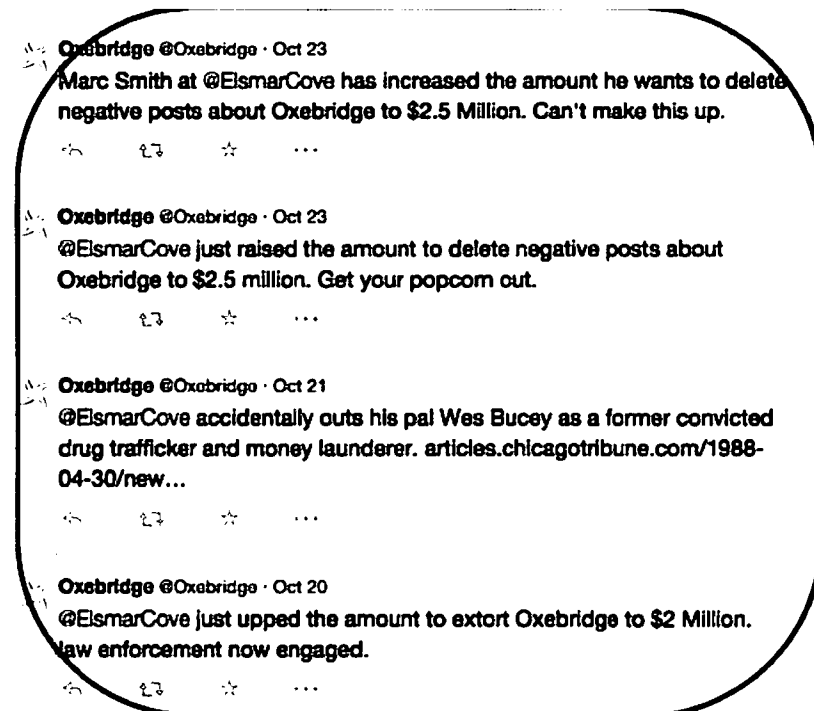 Oxebridge @Oxebridge · Oct 23
Marc Smith at @ElsmarCove has increased the amount he wants to delete
negative posts about Oxebridge to $2.5 Million. Can't make this up.
Oxebridge @Oxebridge · Oct 23
@ElsmarCove just raised the amount to delete negative posts about
Oxebridge to $2.5 million. Get your popcorn out.
Oxebridge @Oxebridge · Oct 21
@ElsmarCove accidentally outs his pal Wes Bucey as a former convicted
drug trafficker and money launderer. articles.chicagotribune.com/1988-
04-30/new...
Oxebridge @Oxebridge · Oct 20
@ElsmarCove just upped the amount to extort Oxebridge to $2 Million.
law enforcement now engaged.